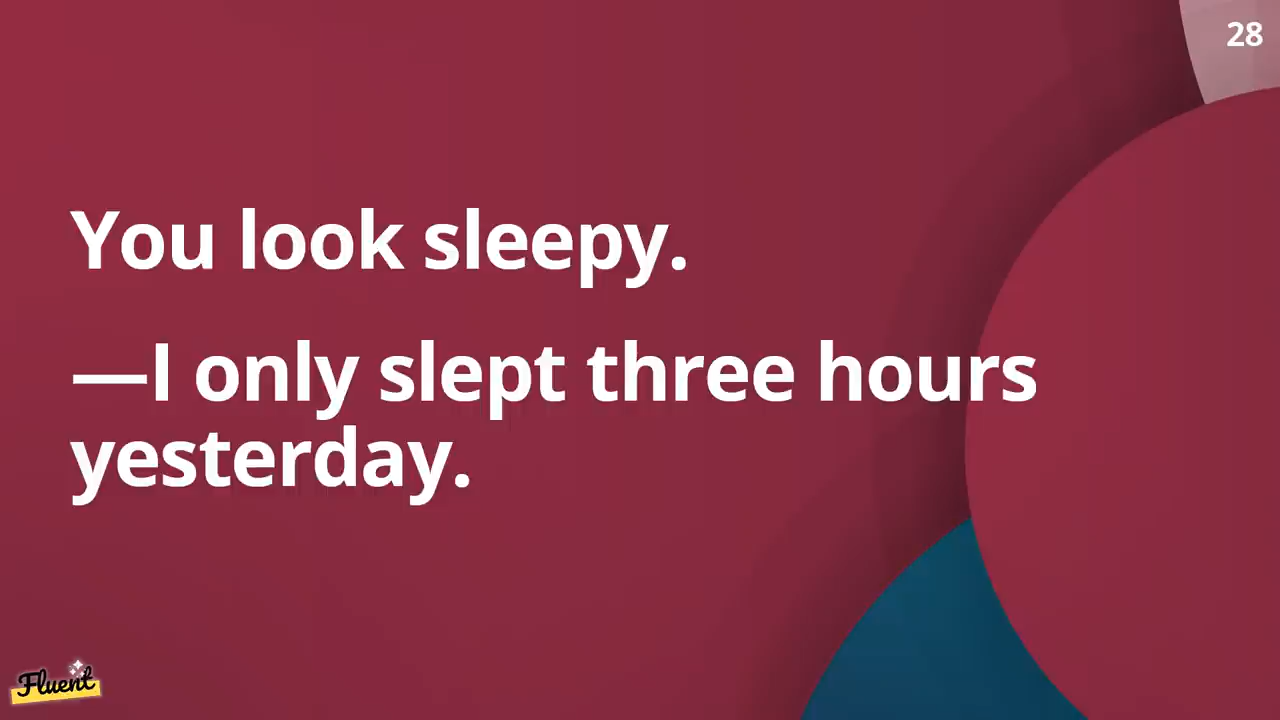 28
You look sleepy.
—I only slept three hours
yesterday.
Fluent